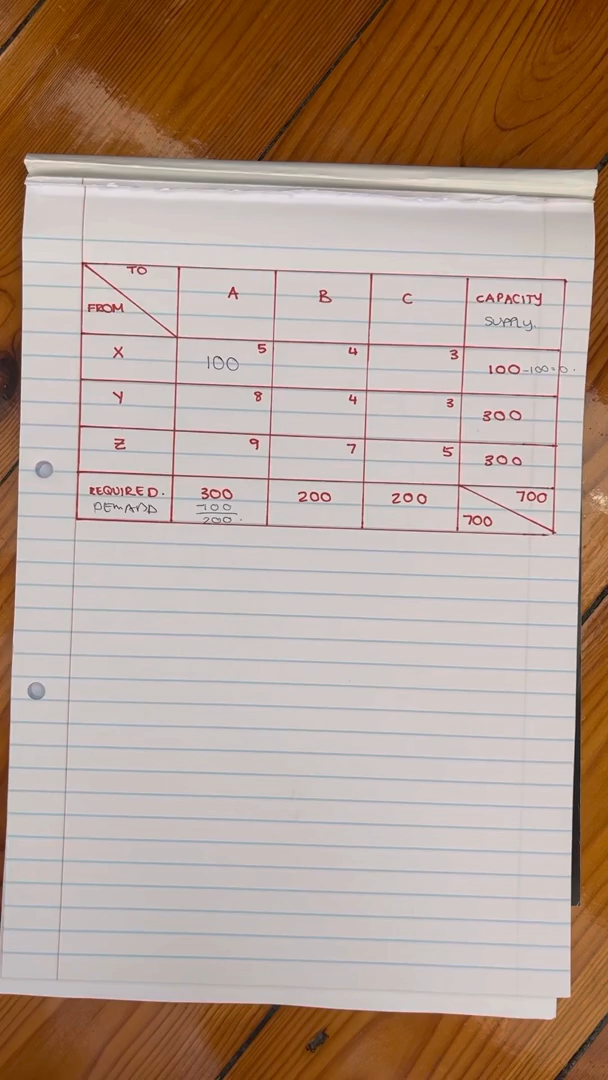 TO
FROM
A B C CAPACITY
SUPPLY.
X 5 4 3
100 100-100=0.
Y 8 4 3
300
Z 9 7 5
300
REQUIRED. 300 200 200 700
DEMAND 100
200. 700